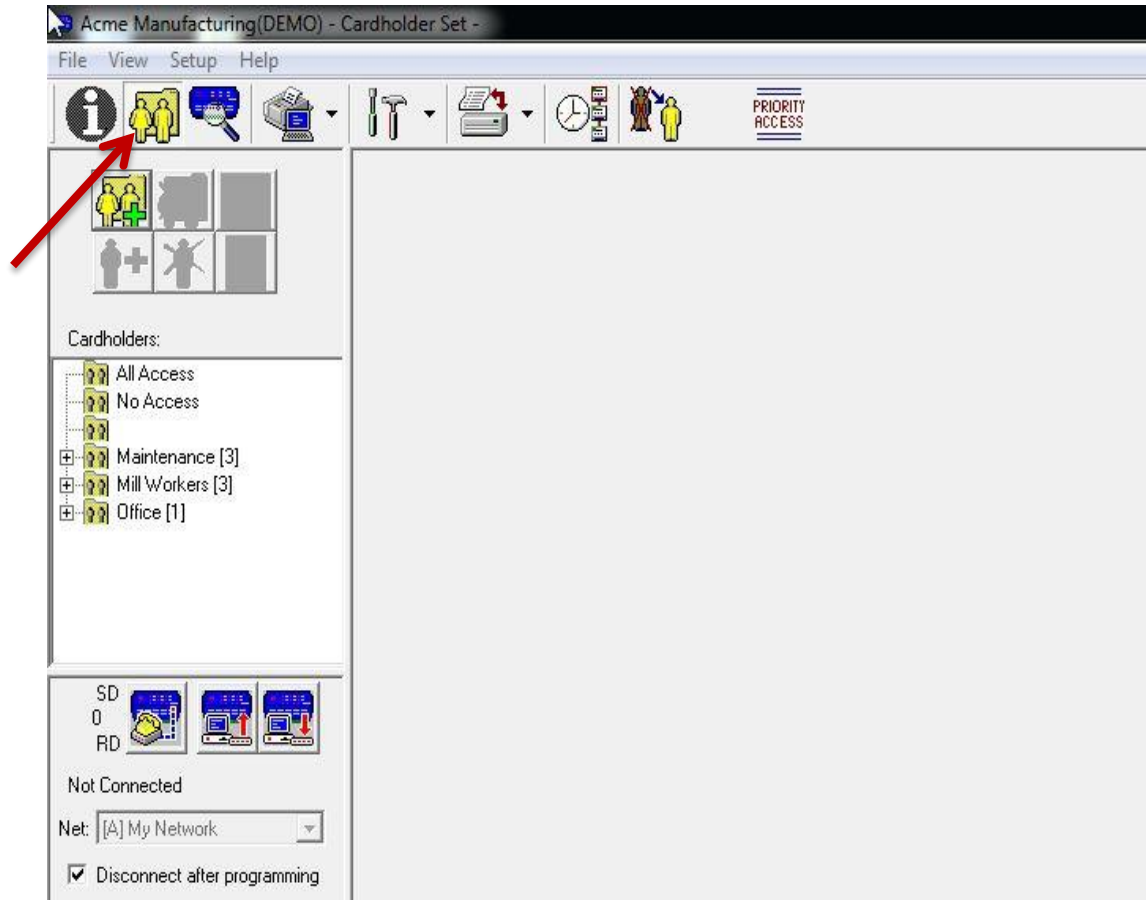 Acme Manufacturing(DEMO) - Cardholder Set -
File View Setup Help
PRIORITY
ACCESS
Cardholders:
All Access
No Access
Maintenance [3]
Mill Workers [3]
Office [1]
SD
0
RD
Not Connected
Net: [A] My Network
Disconnect after programming